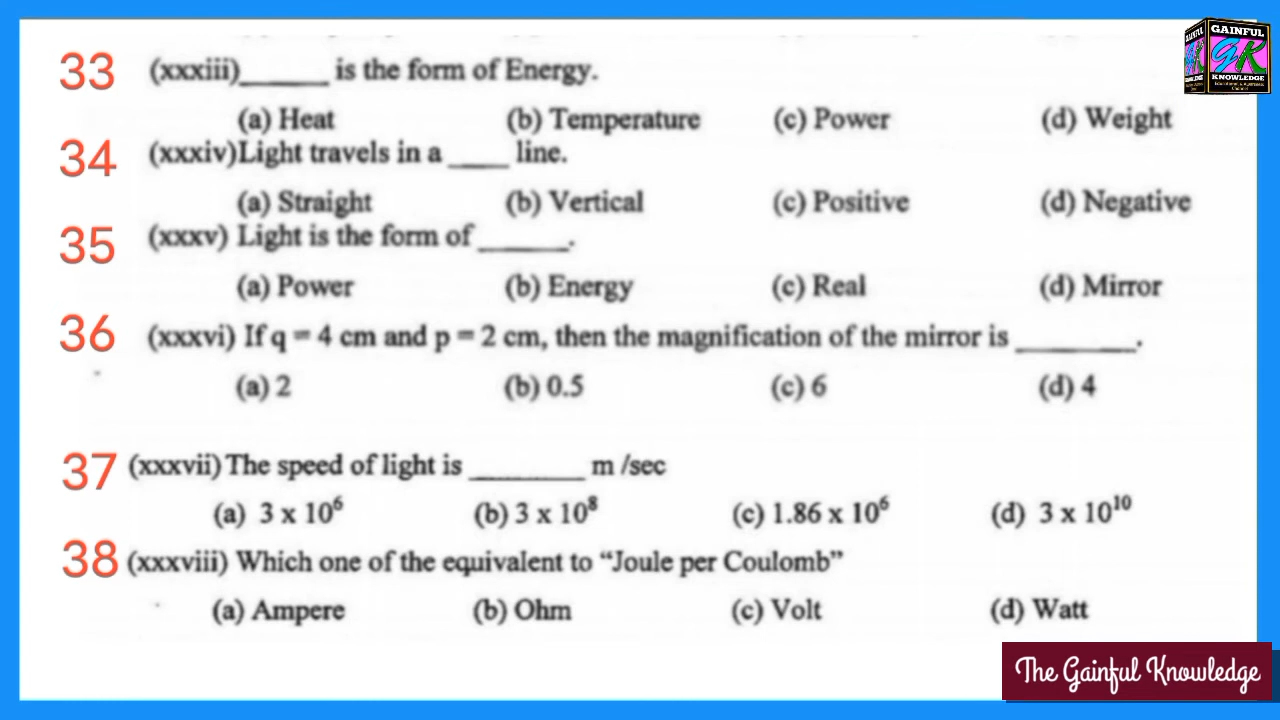 GAINFUL
GK
KNOWLEDGE
33 (xxxiii)______ is the form of Energy.
(a) Heat (b) Temperature (c) Power (d) Weight
34 (xxxiv)Light travels in a ____ line.
(a) Straight (b) Vertical (c) Positive (d) Negative
35 (xxxv) Light is the form of ______.
(a) Power (b) Energy (c) Real (d) Mirror
36 (xxxvi) If q = 4 cm and p = 2 cm, then the magnification of the mirror is ________.
(a) 2 (b) 0.5 (c) 6 (d) 4
37 (xxxvii) The speed of light is ________ m /sec
(a) 3 x 10⁶ (b) 3 x 10⁸ (c) 1.86 x 10⁶ (d) 3 x 10¹⁰
38 (xxxviii) Which one of the equivalent to “Joule per Coulomb”
(a) Ampere (b) Ohm (c) Volt (d) Watt
The Gainful Knowledge